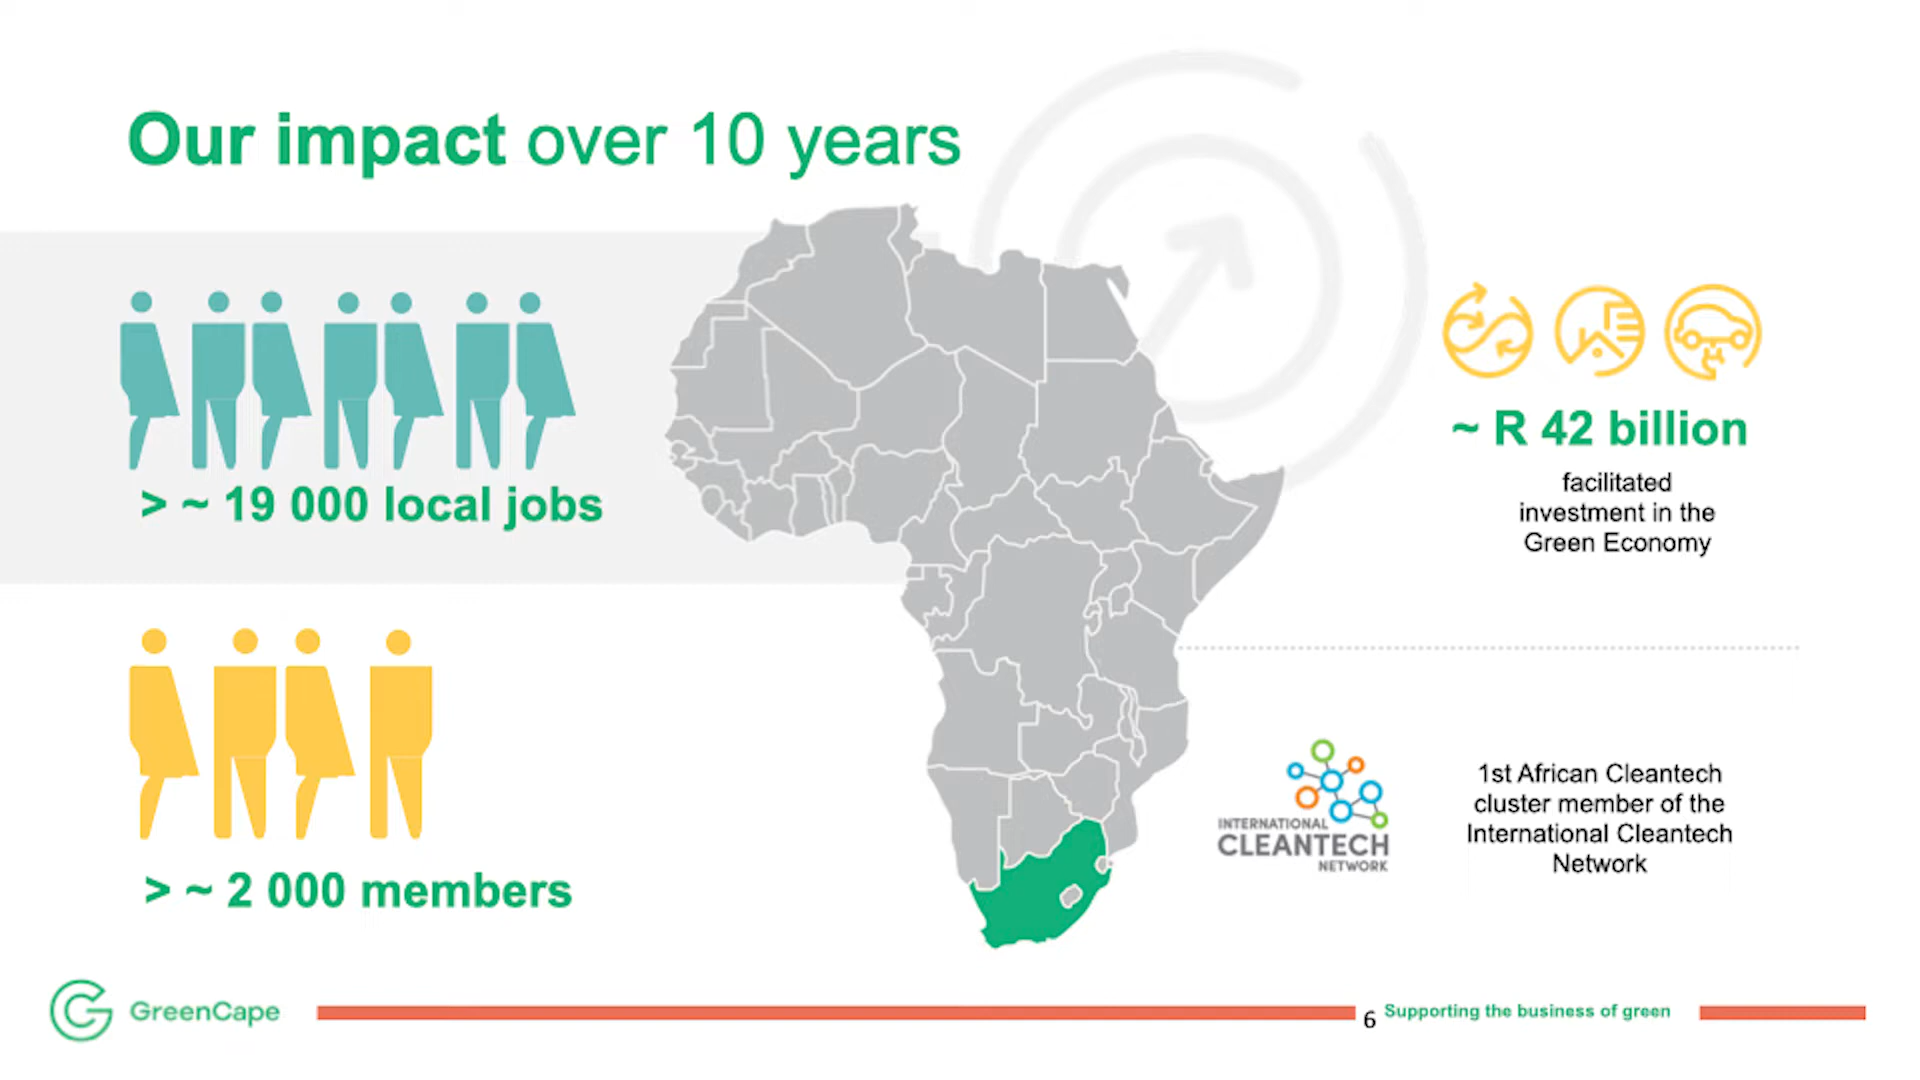 Our impact over 10 years
> ~ 19 000 local jobs
> ~ 2 000 members
~ R 42 billion
facilitated
investment in the
Green Economy
INTERNATIONAL
CLEANTECH
NETWORK
1st African Cleantech
cluster member of the
International Cleantech
Network
GreenCape
6 Supporting the business of green